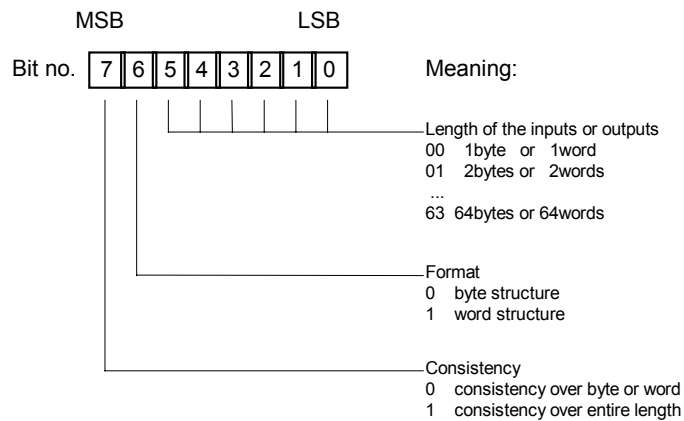 MSB LSB
Bit no. 7 6 5 4 3 2 1 0 Meaning:
Length of the inputs or outputs
00 1byte or 1word
01 2bytes or 2words
...
63 64bytes or 64words
Format
0 byte structure
1 word structure
Consistency
0 consistency over byte or word
1 consistency over entire length